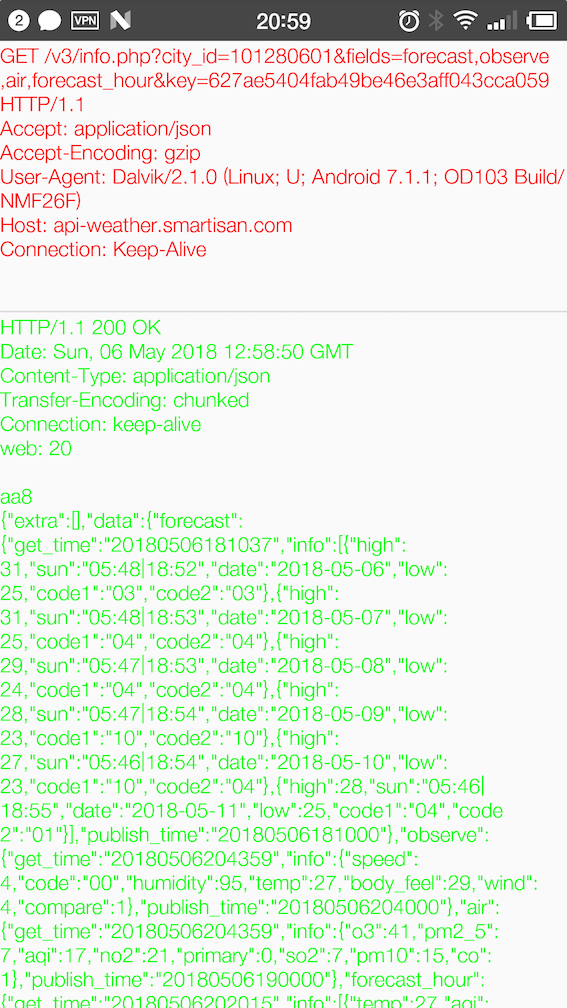 2 VPN N 20:59
GET /v3/info.php?city_id=101280601&fields=forecast,observe
,air,forecast_hour&key=627ae5404fab49be46e3aff043cca059
HTTP/1.1
Accept: application/json
Accept-Encoding: gzip
User-Agent: Dalvik/2.1.0 (Linux; U; Android 7.1.1; OD103 Build/
NMF26F)
Host: api-weather.smartisan.com
Connection: Keep-Alive
HTTP/1.1 200 OK
Date: Sun, 06 May 2018 12:58:50 GMT
Content-Type: application/json
Transfer-Encoding: chunked
Connection: keep-alive
web: 20
aa8
{"extra":[],"data":{"forecast":
{"get_time":"20180506181037","info":[{"high":
31,"sun":"05:48|18:52","date":"2018-05-06","low":
25,"code1":"03","code2":"03"},{"high":
31,"sun":"05:48|18:53","date":"2018-05-07","low":
25,"code1":"04","code2":"04"},{"high":
29,"sun":"05:47|18:53","date":"2018-05-08","low":
24,"code1":"04","code2":"04"},{"high":
28,"sun":"05:47|18:54","date":"2018-05-09","low":
23,"code1":"10","code2":"10"},{"high":
27,"sun":"05:46|18:54","date":"2018-05-10","low":
23,"code1":"10","code2":"04"},{"high":28,"sun":"05:46|
18:55","date":"2018-05-11","low":25,"code1":"04","code
2":"01"}],"publish_time":"20180506181000"},"observe":
{"get_time":"20180506204359","info":{"speed":
4,"code":"00","humidity":95,"temp":27,"body_feel":29,"wind":
4,"compare":1},"publish_time":"20180506204000"},"air":
{"get_time":"20180506204359","info":{"o3":41,"pm2_5":
7,"aqi":17,"no2":21,"primary":0,"so2":7,"pm10":15,"co":
1},"publish_time":"20180506190000"},"forecast_hour":
{"get_time":"20180506202015","info":[{"temp":27,"aqi":